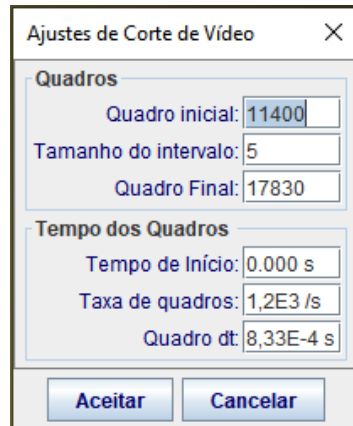 Ajustes de Corte de Vídeo
Quadros
Quadro inicial: 11400
Tamanho do intervalo: 5
Quadro Final: 17830
Tempo dos Quadros
Tempo de Início: 0.000 s
Taxa de quadros: 1,2E3 /s
Quadro dt: 8,33E-4 s
Aceitar Cancelar